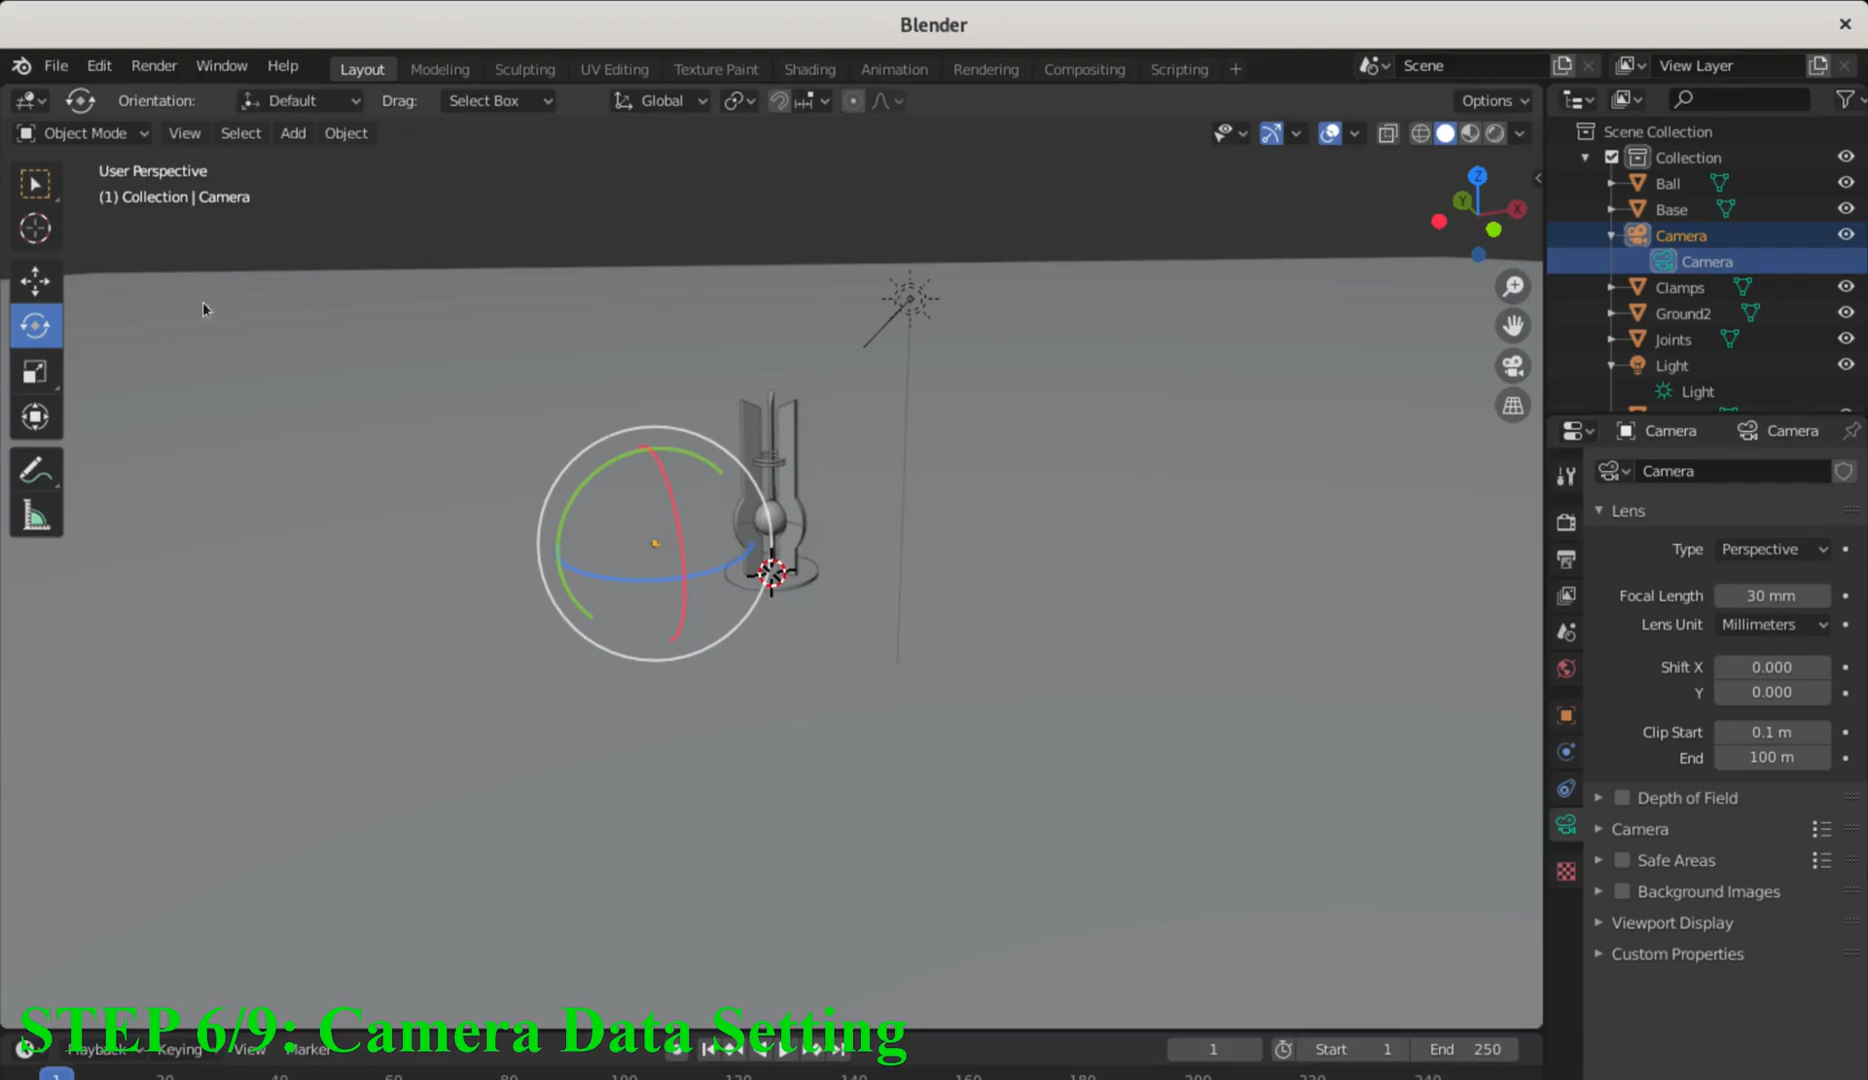 Blender
File Edit Render Window Help Layout Modeling Sculpting UV Editing Texture Paint Shading Animation Rendering Compositing Scripting + Scene View Layer
Orientation: Default Drag: Select Box Global Options
Object Mode View Select Add Object
User Perspective
(1) Collection | Camera
Z
Y
X
Scene Collection
Collection
Ball
Base
Camera
Camera
Clamps
Ground2
Joints
Light
Light
Camera Camera
Camera
Lens
Type Perspective
Focal Length 30 mm
Lens Unit Millimeters
Shift X 0.000
Y 0.000
Clip Start 0.1 m
End 100 m
Depth of Field
Camera
Safe Areas
Background Images
Viewport Display
Custom Properties
STEP 6/9: Camera Data Setting
Playback Keying View Marker 1 Start 1 End 250